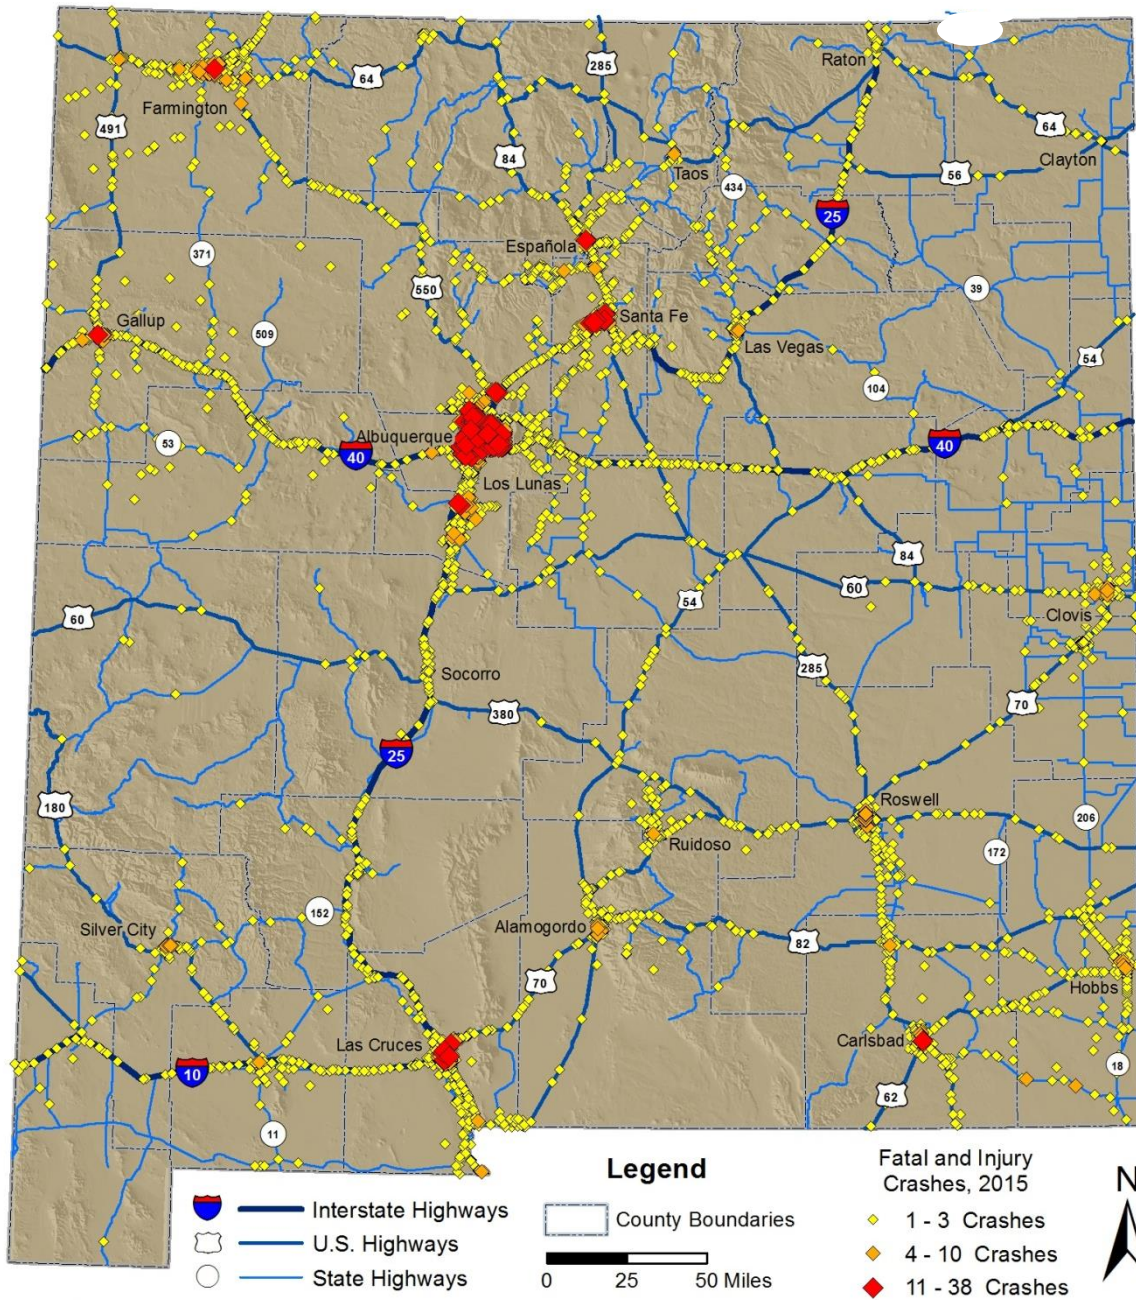 Raton
285
64
Farmington
491
64
Clayton
84
Taos
56
434
25
Española
371
550
39
Gallup
Santa Fe
509
Las Vegas
54
104
Albuquerque
53
40
40
Los Lunas
84
60
54
Clovis
60
285
Socorro
70
380
25
180
Roswell
206
Ruidoso
172
152
Silver City
Alamogordo
82
Hobbs
70
Las Cruces
Carlsbad
10
18
62
11
Legend
Interstate Highways
U.S. Highways
State Highways
County Boundaries
0 25 50 Miles
Fatal and Injury
Crashes, 2015
1 - 3 Crashes
4 - 10 Crashes
11 - 38 Crashes
N